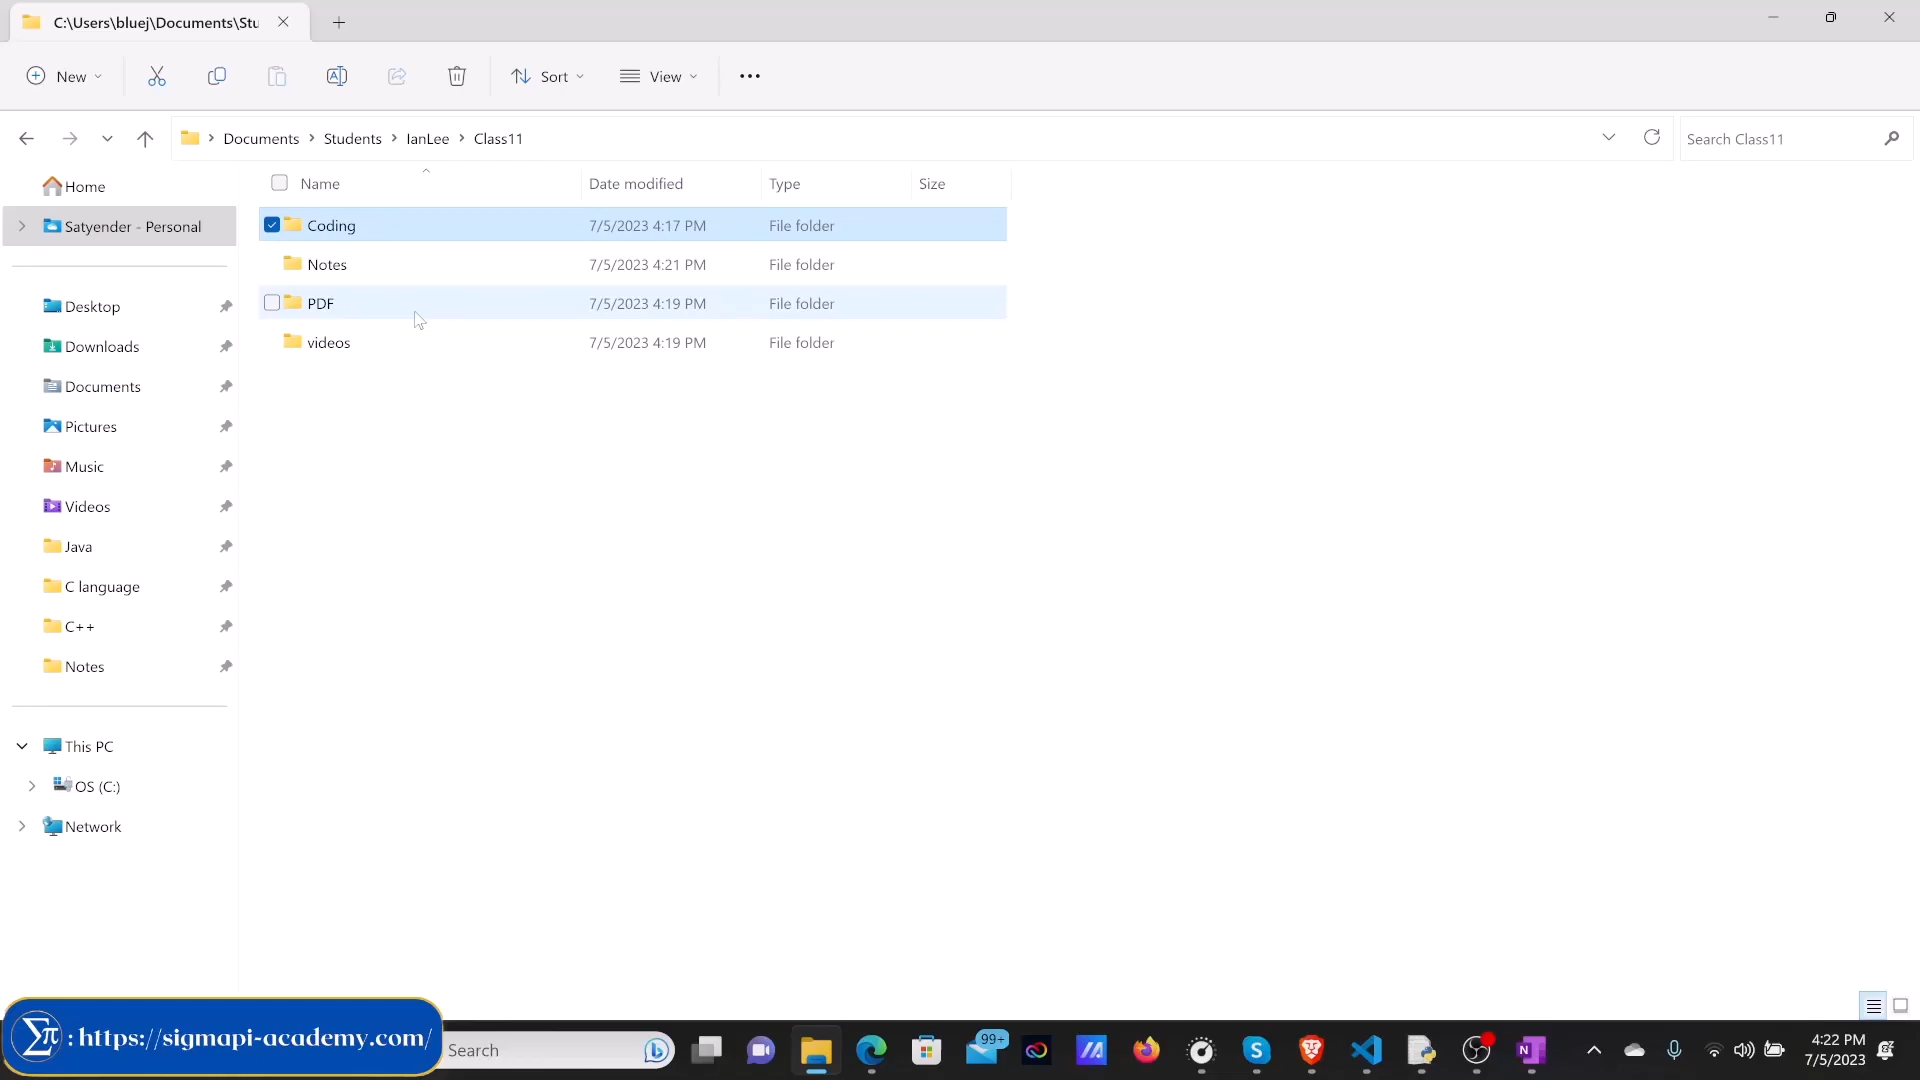 C:\Users\bluej\Documents\Stu
New
Sort
View
Documents > Students > IanLee > Class11
Search Class11
Name Date modified Type Size
Home
Satyender - Personal
Coding 7/5/2023 4:17 PM File folder
Notes 7/5/2023 4:21 PM File folder
PDF 7/5/2023 4:19 PM File folder
videos 7/5/2023 4:19 PM File folder
Desktop
Downloads
Documents
Pictures
Music
Videos
Java
C language
C++
Notes
This PC
OS (C:)
Network
Σπ : https://sigmapi-academy.com/
Search
99+
4:22 PM
7/5/2023